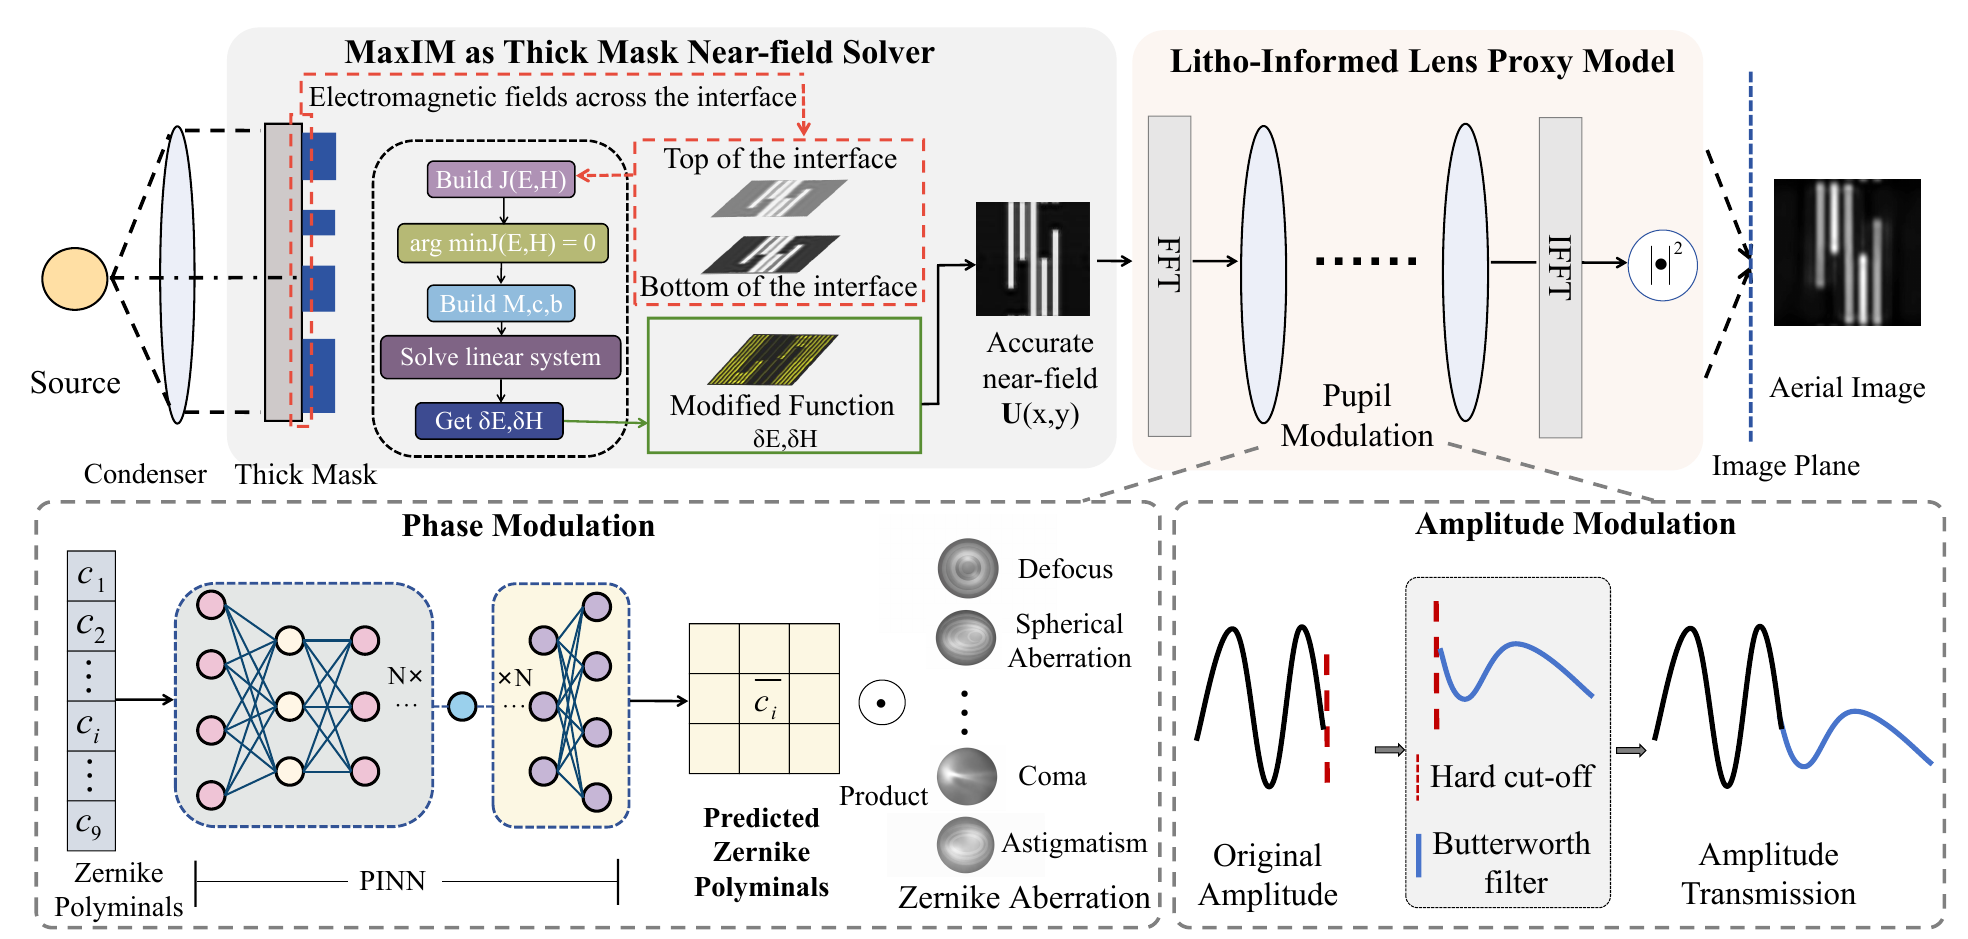 MaxIM as Thick Mask Near-field Solver
Electromagnetic fields across the interface
Top of the interface
Bottom of the interface
Build J(E,H)
arg minJ(E,H) = 0
Build M,c,b
Solve linear system
Get δE,δH
Modified Function
δE,δH
Accurate
near-field
U(x,y)
Source
Condenser
Thick Mask
Litho-Informed Lens Proxy Model
FFT
......
IFFT
|•|²
Pupil
Modulation
Aerial Image
Image Plane
Phase Modulation
c₁
c₂
⋮
cᵢ
⋮
c₉
Zernike
Polyminals
N×
...
×N
...
PINN
c̅ᵢ
Predicted
Zernike
Polyminals
Product
Defocus
Spherical
Aberration
⋮
Coma
Astigmatism
Zernike Aberration
Amplitude Modulation
Original
Amplitude
Hard cut-off
Butterworth
filter
Amplitude
Transmission